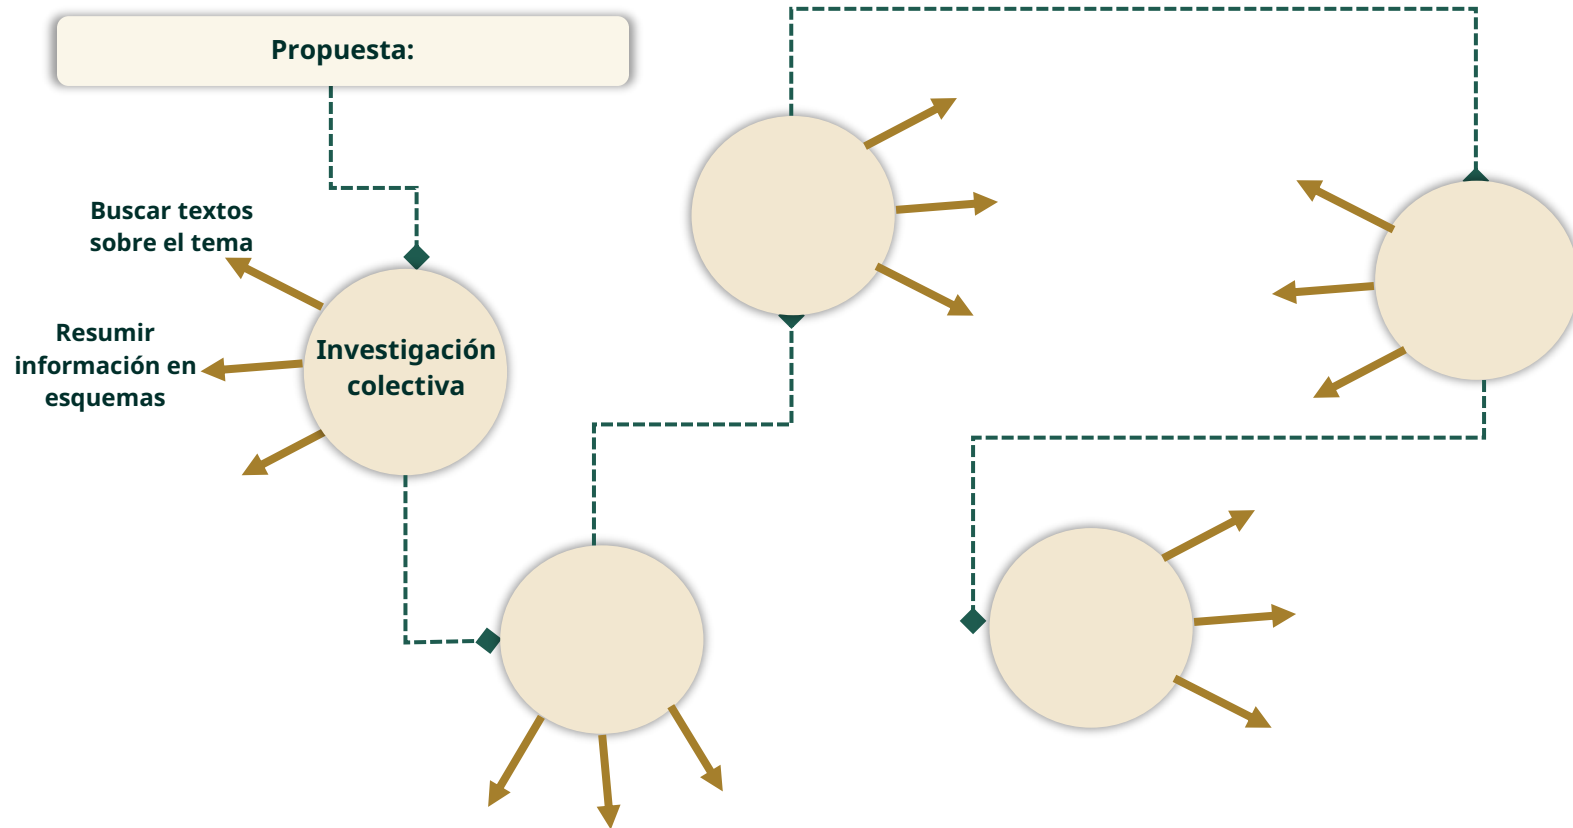 Propuesta:
Buscar textos
sobre el tema
Resumir
información en
esquemas
Investigación
colectiva